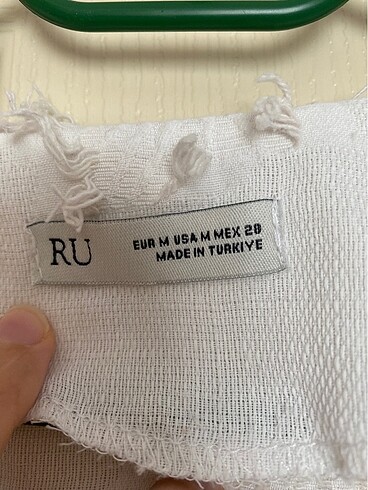 RU
EUR M USA M MEX 28
MADE IN TURKIYE